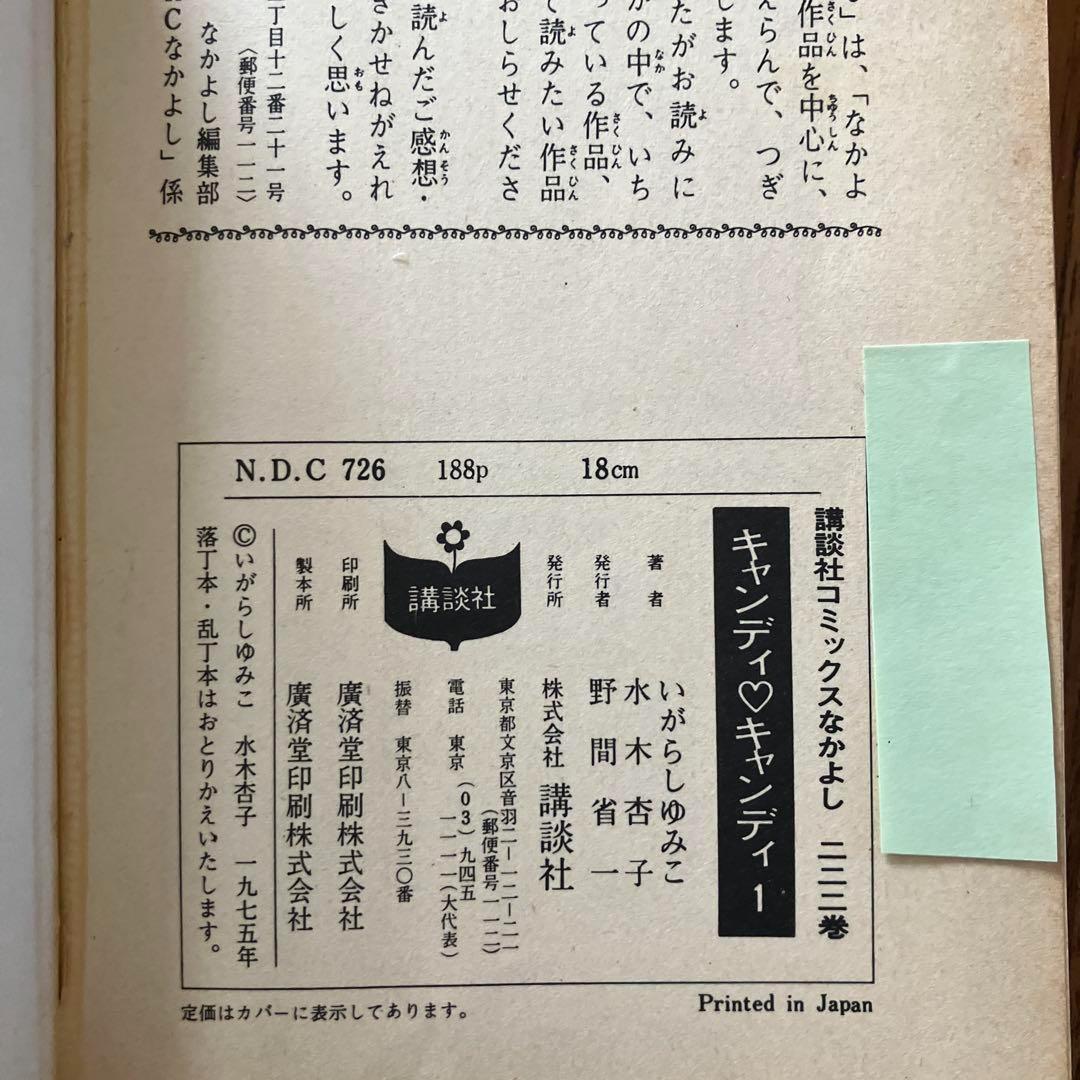 」は、「なかよ
作品を中心に、
えらんで、つぎ
します。
たがお読みに
かの中で、いち
っている作品、
て読みたい作品
おしらせくださ
読んだご感想・
さかせねがえれ
しく思います。
丁目十二番二十一号
（郵便番号一一二）
なかよし編集部
Cなかよし」係
N.D.C 726 188p 18cm
講談社コミックスなかよし 二二二巻
キャンディ♡キャンディ 1
著者 いがらしゆみこ
水木杏子
発行者 野間省一
発行所 株式会社 講談社
東京都文京区音羽二―一二―二一
（郵便番号一一二）
電話 東京（03）九四五
一一一一（大代表）
振替 東京八―三九三〇番
講談社
印刷所 廣済堂印刷株式会社
製本所 廣済堂印刷株式会社
©いがらしゆみこ 水木杏子 一九七五年
落丁本・乱丁本はおとりかえいたします。
定価はカバーに表示してあります。
Printed in Japan